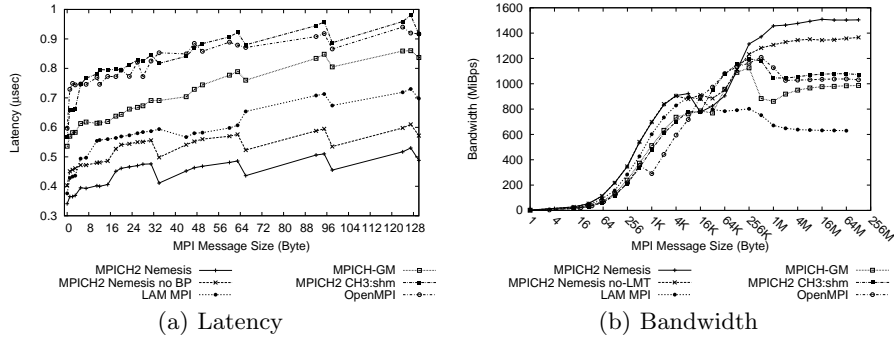 1
0.9
0.8
0.7
0.6
0.5
0.4
0.3
Latency (µsec)
0 8 16 24 32 40 48 56 64 72 80 88 96 104 112 120 128
MPI Message Size (Byte)
MPICH2 Nemesis
MPICH2 Nemesis no BP
LAM MPI
MPICH-GM
MPICH2 CH3:shm
OpenMPI
(a) Latency
1600
1400
1200
1000
800
600
400
200
0
Bandwidth (MiBps)
1 4 16 64 256 1K 4K 16K 64K 256K 1M 4M 16M 64M 256M
MPI Message Size (Byte)
MPICH2 Nemesis
MPICH2 Nemesis no-LMT
LAM MPI
MPICH-GM
MPICH2 CH3:shm
OpenMPI
(b) Bandwidth